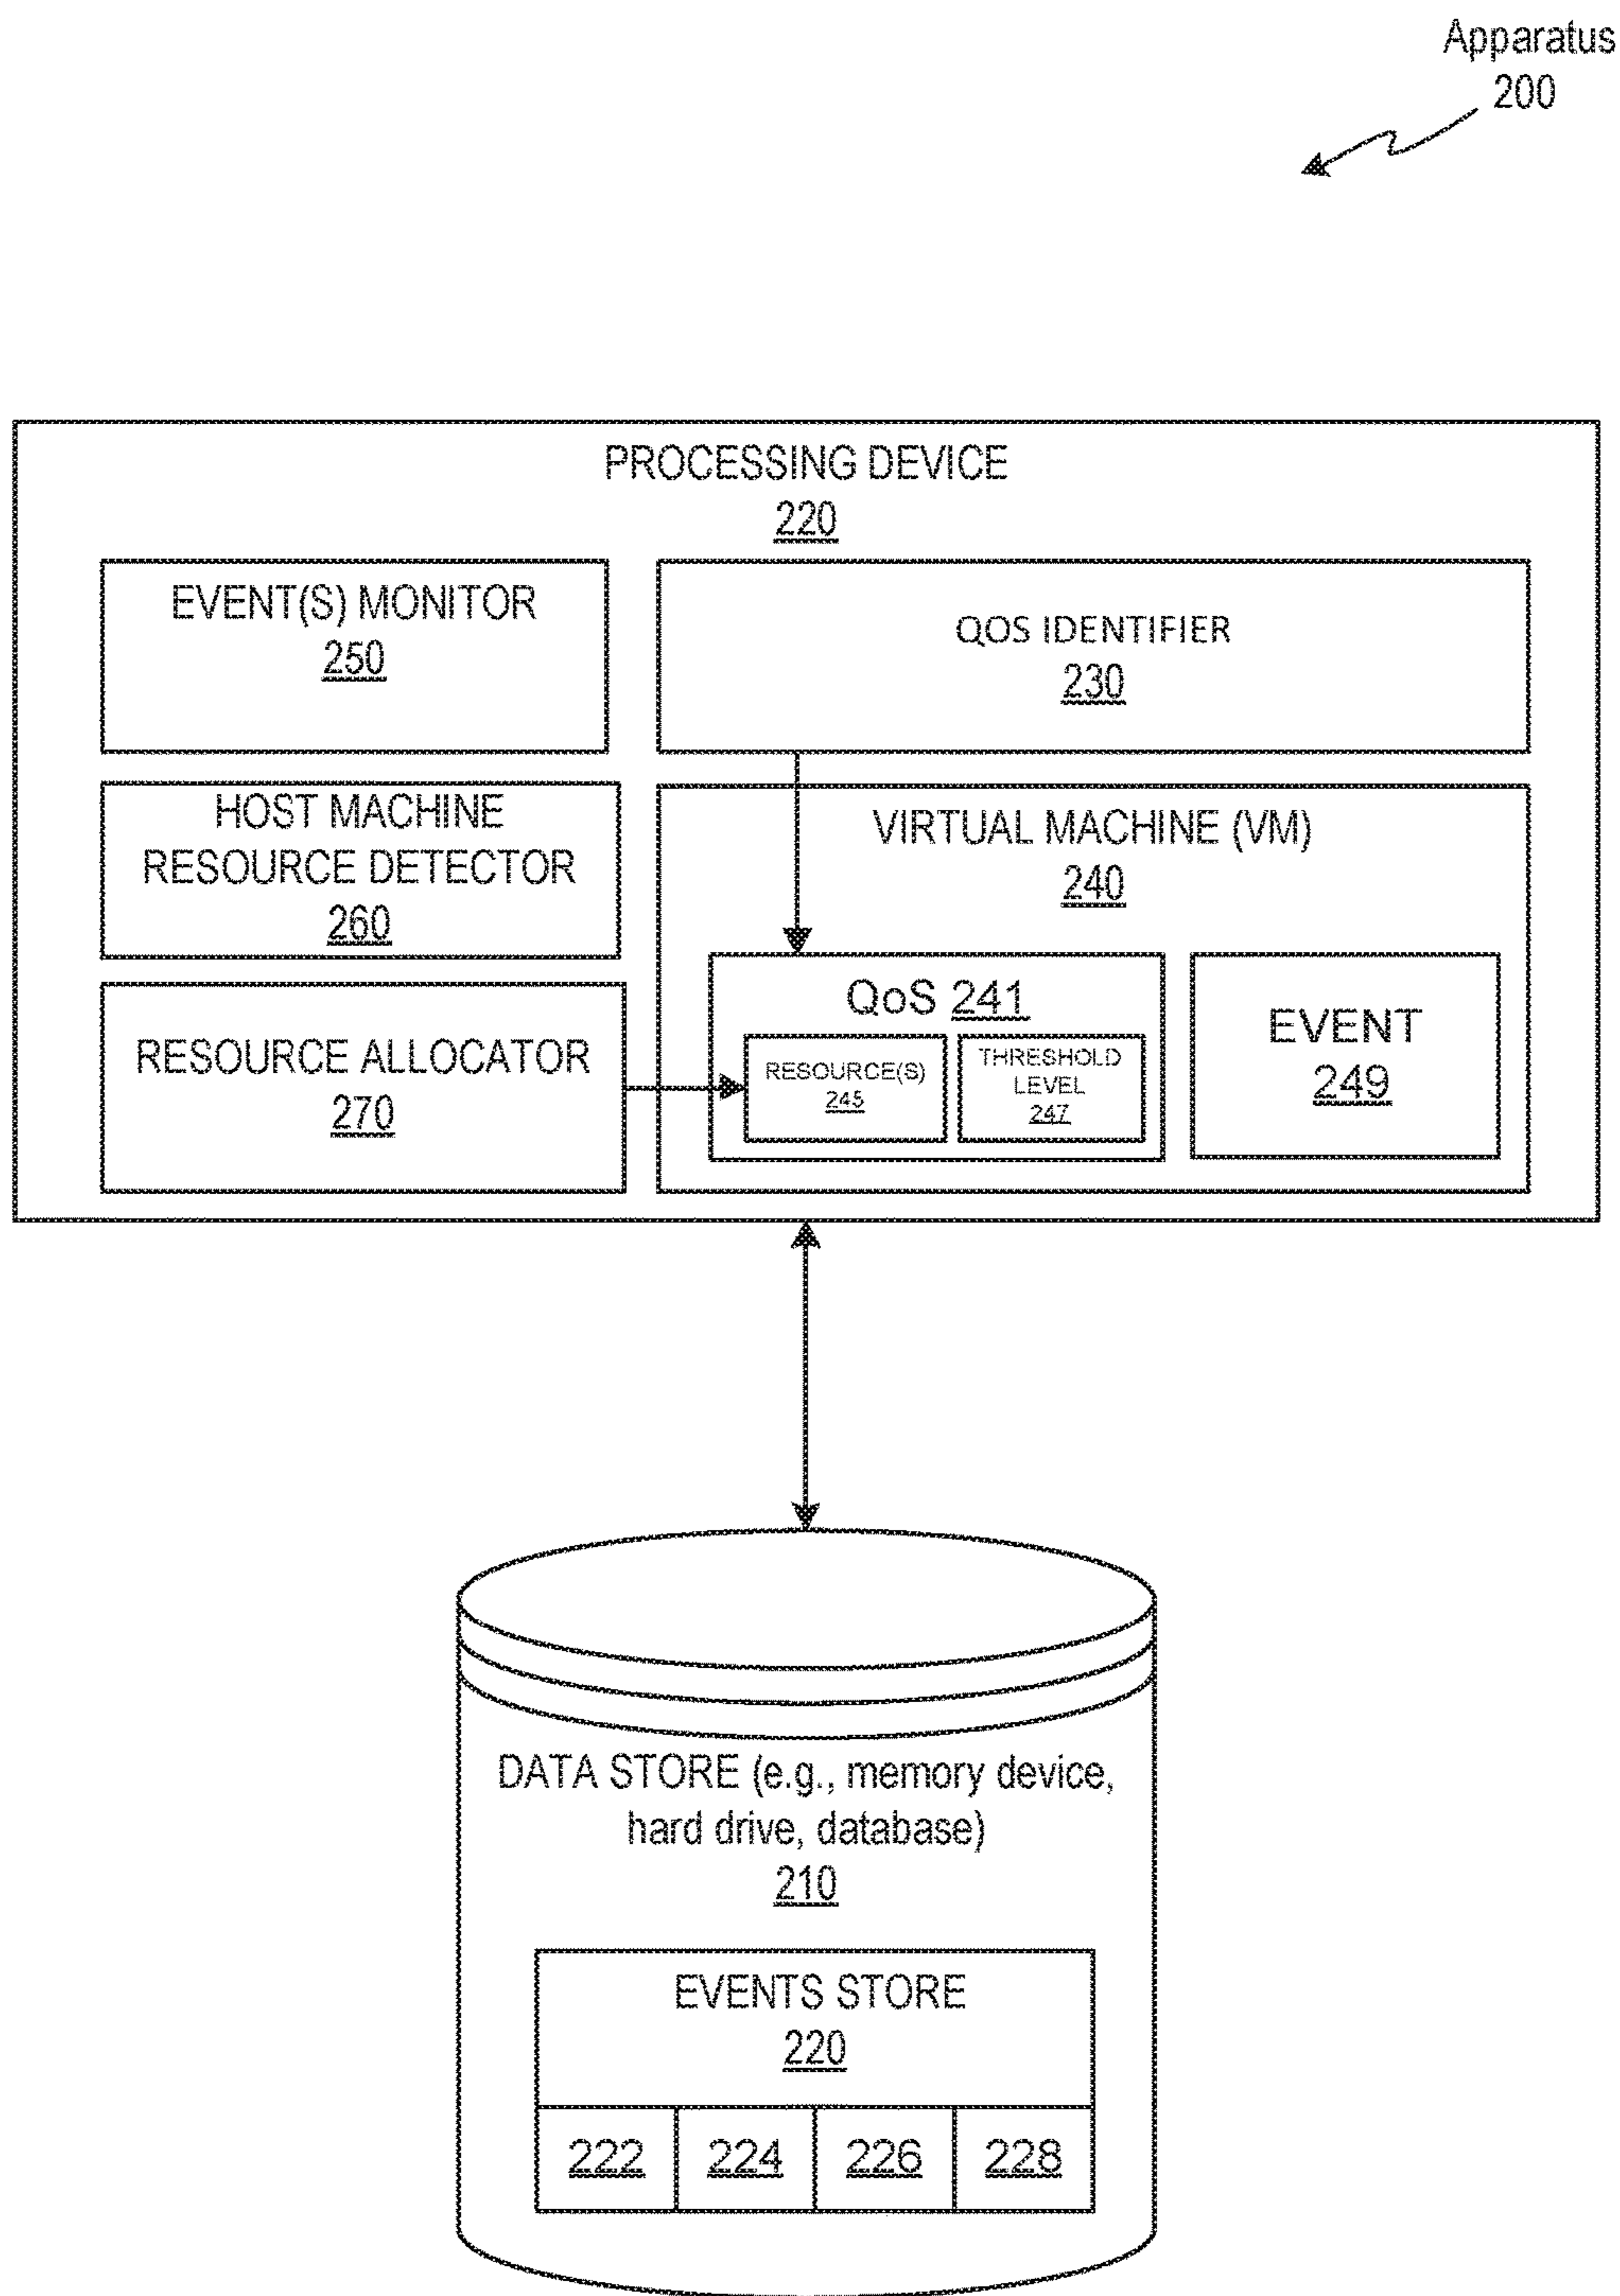 Apparatus
200
PROCESSING DEVICE
220
EVENT(S) MONITOR
250
QOS IDENTIFIER
230
HOST MACHINE
RESOURCE DETECTOR
260
VIRTUAL MACHINE (VM)
240
RESOURCE ALLOCATOR
270
QoS 241
RESOURCE(S)
245
THRESHOLD
LEVEL
247
EVENT
249
DATA STORE (e.g., memory device,
hard drive, database)
210
EVENTS STORE
220
222 224 226 228